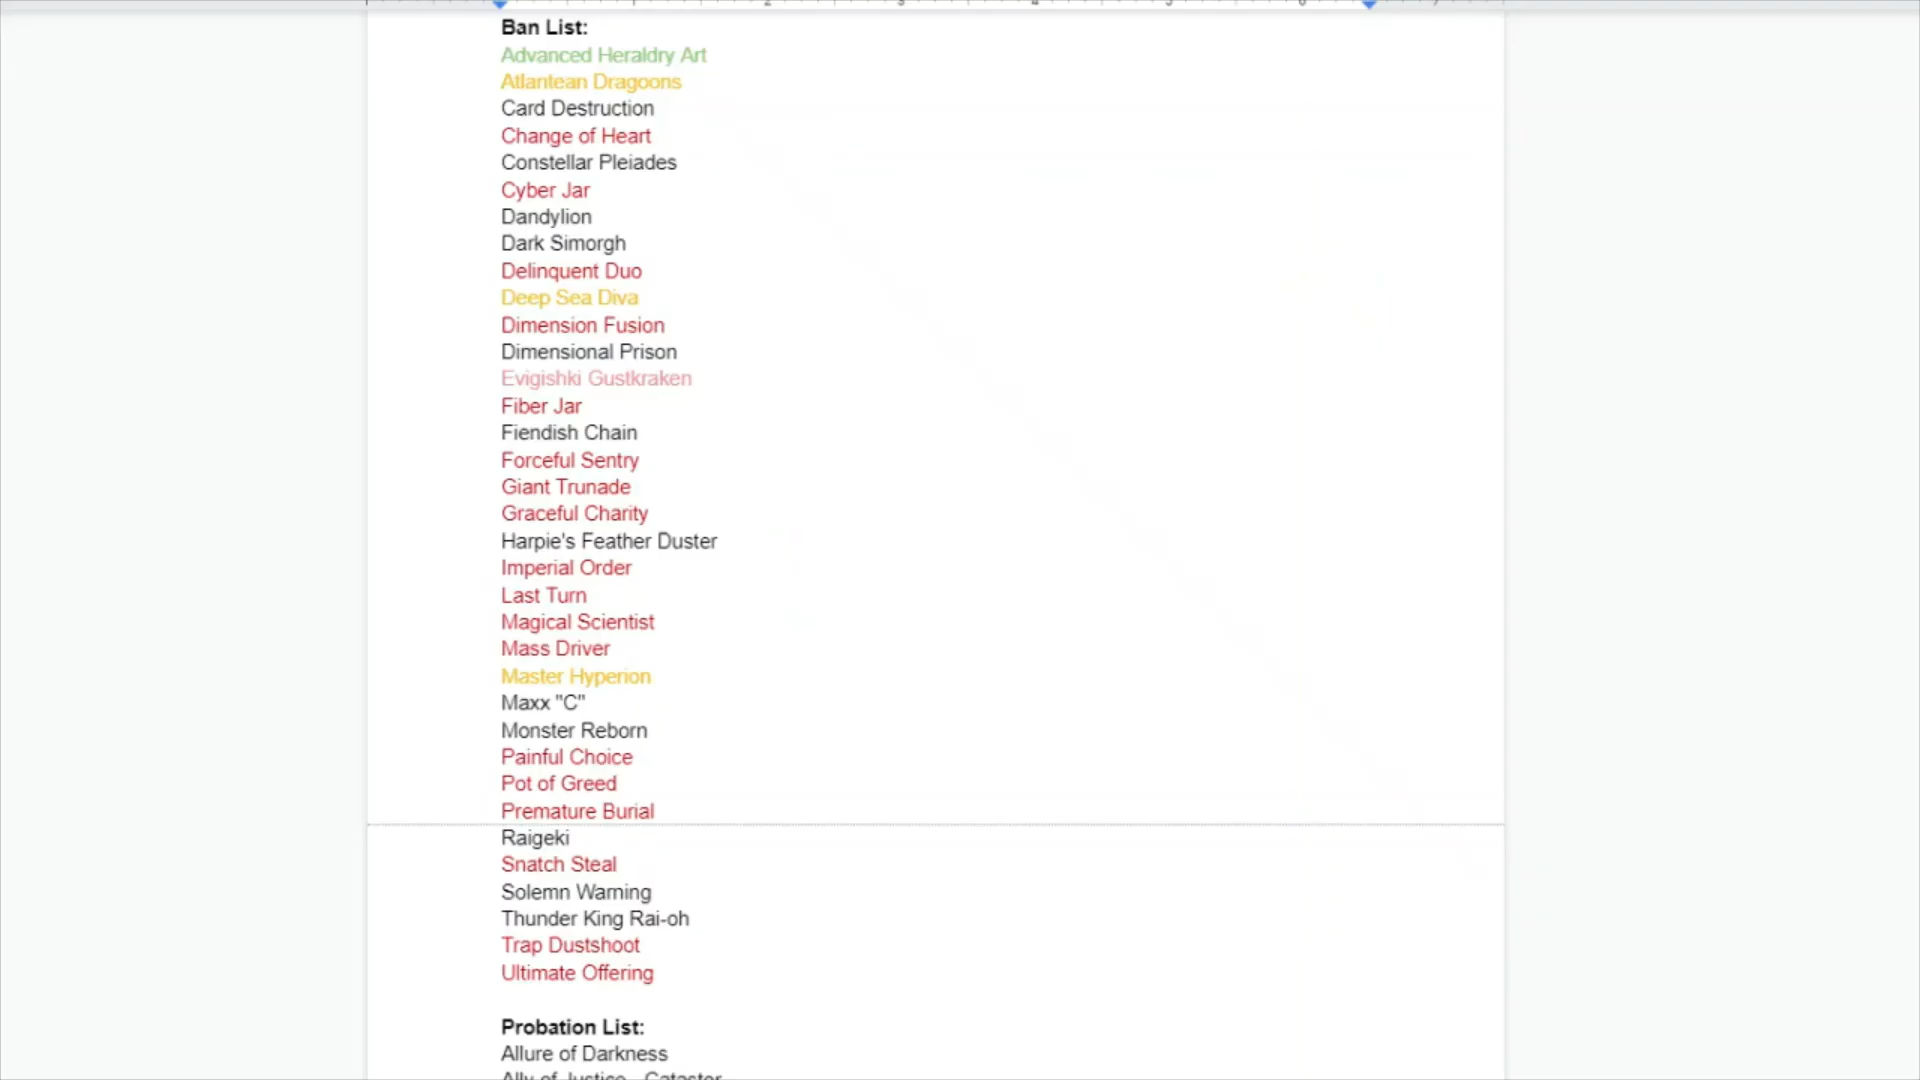 Ban List:
Advanced Heraldry Art
Atlantean Dragoons
Card Destruction
Change of Heart
Constellar Pleiades
Cyber Jar
Dandylion
Dark Simorgh
Delinquent Duo
Deep Sea Diva
Dimension Fusion
Dimensional Prison
Evigishki Gustkraken
Fiber Jar
Fiendish Chain
Forceful Sentry
Giant Trunade
Graceful Charity
Harpie's Feather Duster
Imperial Order
Last Turn
Magical Scientist
Mass Driver
Master Hyperion
Maxx "C"
Monster Reborn
Painful Choice
Pot of Greed
Premature Burial
Raigeki
Snatch Steal
Solemn Warning
Thunder King Rai-oh
Trap Dustshoot
Ultimate Offering
Probation List:
Allure of Darkness
Ally of Justice - Catastor